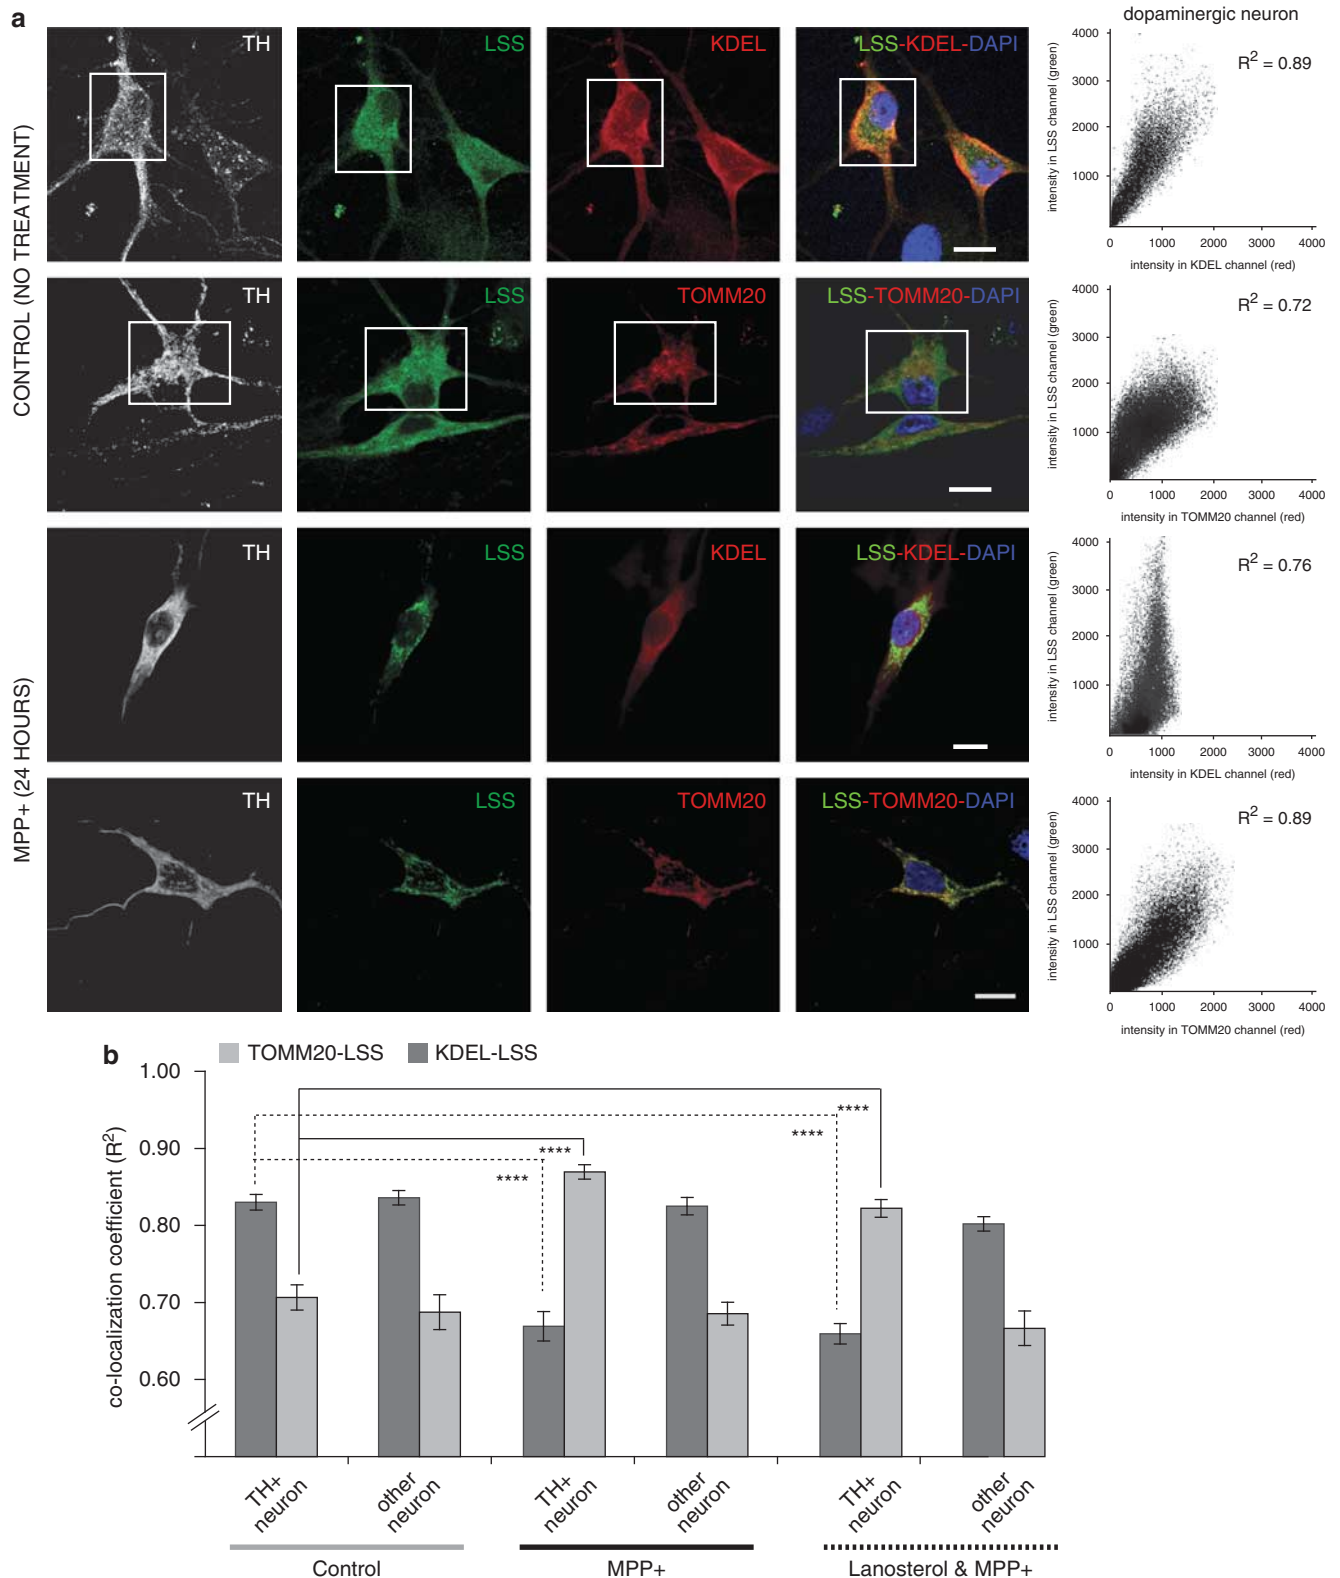 a
dopaminergic neuron
CONTROL (NO TREATMENT)
TH
LSS
KDEL
LSS-KDEL-DAPI
intensity in LSS channel (green)
4000
3000
2000
1000
R² = 0.89
0 1000 2000 3000 4000
intensity in KDEL channel (red)
TH
LSS
TOMM20
LSS-TOMM20-DAPI
intensity in LSS channel (green)
4000
3000
2000
1000
R² = 0.72
0 1000 2000 3000 4000
intensity in TOMM20 channel (red)
MPP+ (24 HOURS)
TH
LSS
KDEL
LSS-KDEL-DAPI
intensity in LSS channel (green)
4000
3000
2000
1000
R² = 0.76
0 1000 2000 3000 4000
intensity in KDEL channel (red)
TH
LSS
TOMM20
LSS-TOMM20-DAPI
intensity in LSS channel (green)
4000
3000
2000
1000
R² = 0.89
0 1000 2000 3000 4000
intensity in TOMM20 channel (red)
b
TOMM20-LSS
KDEL-LSS
co-localization coefficient (R²)
1.00
0.90
0.80
0.70
0.60
****
****
****
****
TH+
neuron
other
neuron
TH+
neuron
other
neuron
TH+
neuron
other
neuron
Control
MPP+
Lanosterol & MPP+